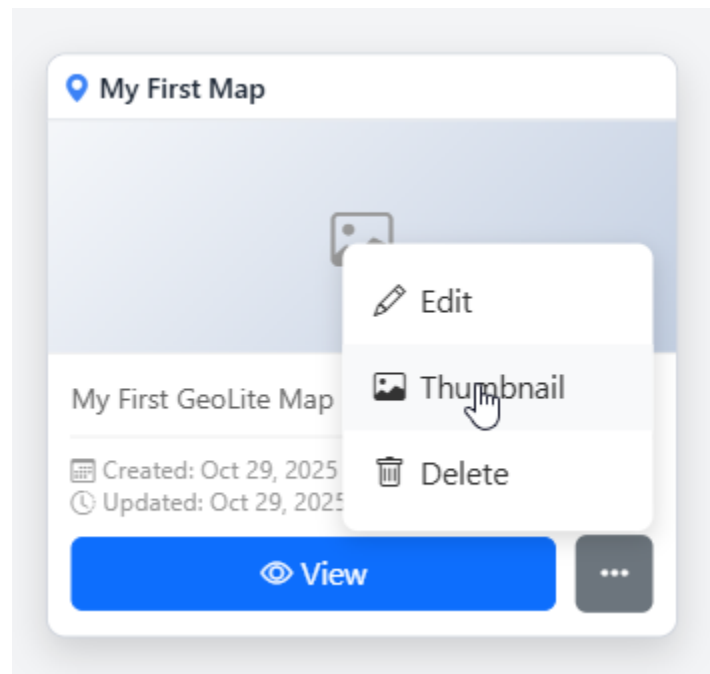 My First Map
Edit
Thumbnail
My First GeoLite Map
Delete
Created: Oct 29, 2025
Updated: Oct 29, 2025
View